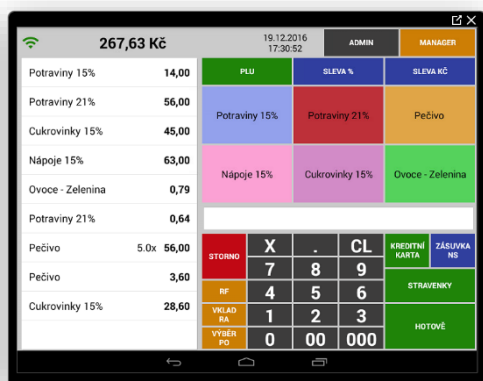 267,63 Kč
19.12.2016
17:30:52
ADMIN
MANAGER
Potraviny 15% 14,00
Potraviny 21% 56,00
Cukrovinky 15% 45,00
Nápoje 15% 63,00
Ovoce - Zelenina 0,79
Potraviny 21% 0,64
Pečivo 5.0x 56,00
Pečivo 3,60
Cukrovinky 15% 28,60
PLU
SLEVA %
SLEVA KČ
Potraviny 15%
Potraviny 21%
Pečivo
Nápoje 15%
Cukrovinky 15%
Ovoce - Zelenina
STORNO
X . CL
KREDITNÍ
KARTA
ZÁSUVKA
NS
7 8 9
RF
4 5 6
STRAVENKY
VKLAD
RA
1 2 3
HOTOVĚ
VÝBĚR
PO
0 00 000